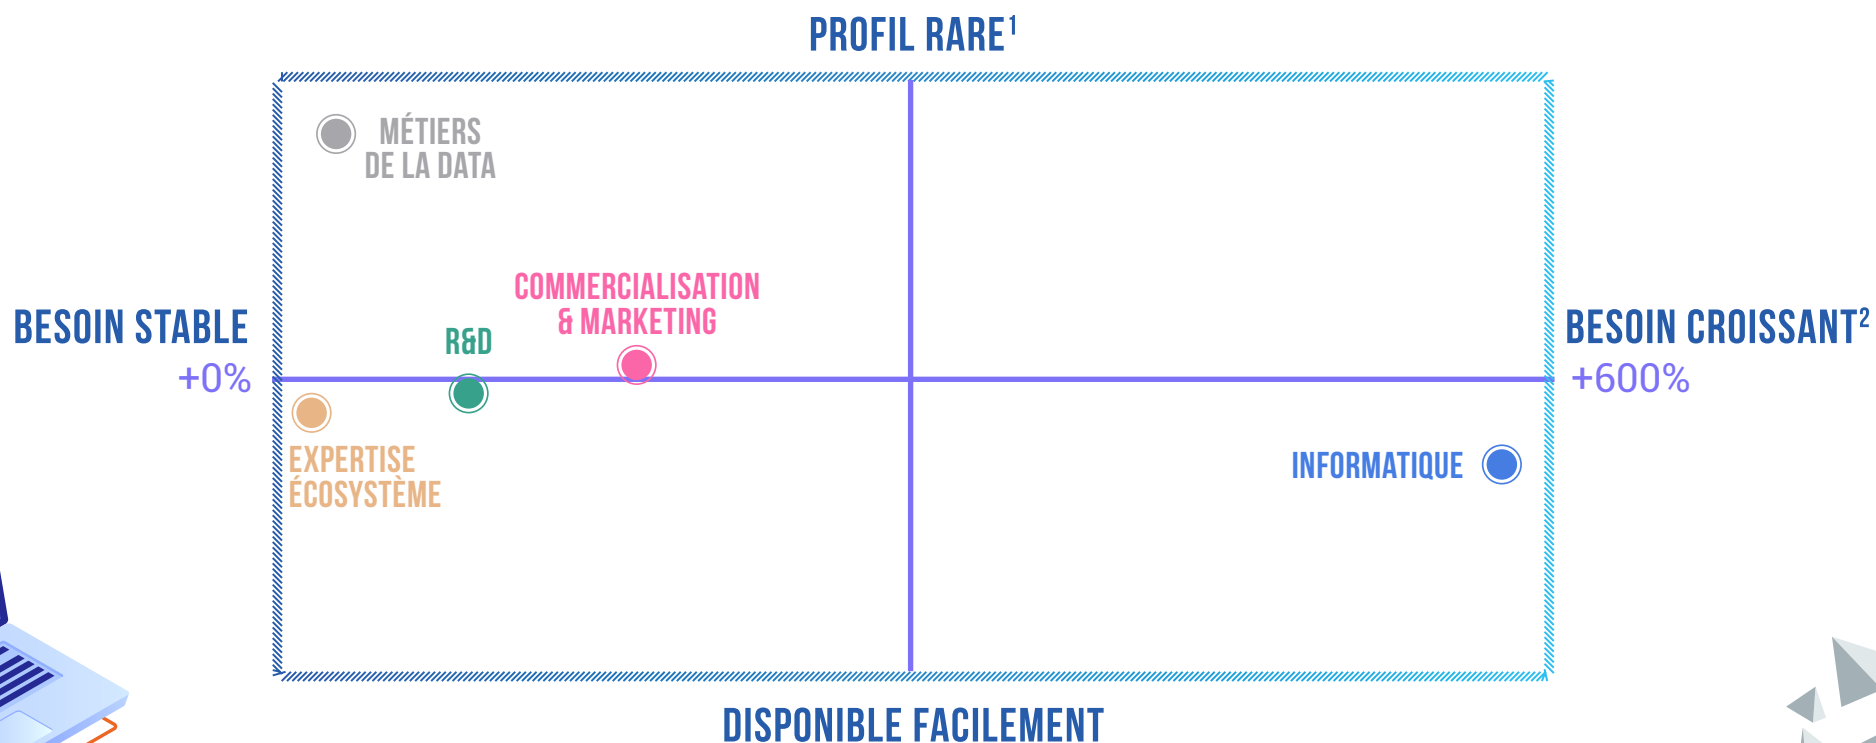 PROFIL RARE¹
MÉTIERS
DE LA DATA
COMMERCIALISATION
& MARKETING
R&D
BESOIN STABLE
+0%
BESOIN CROISSANT²
+600%
EXPERTISE
ÉCOSYSTÈME
INFORMATIQUE
DISPONIBLE FACILEMENT